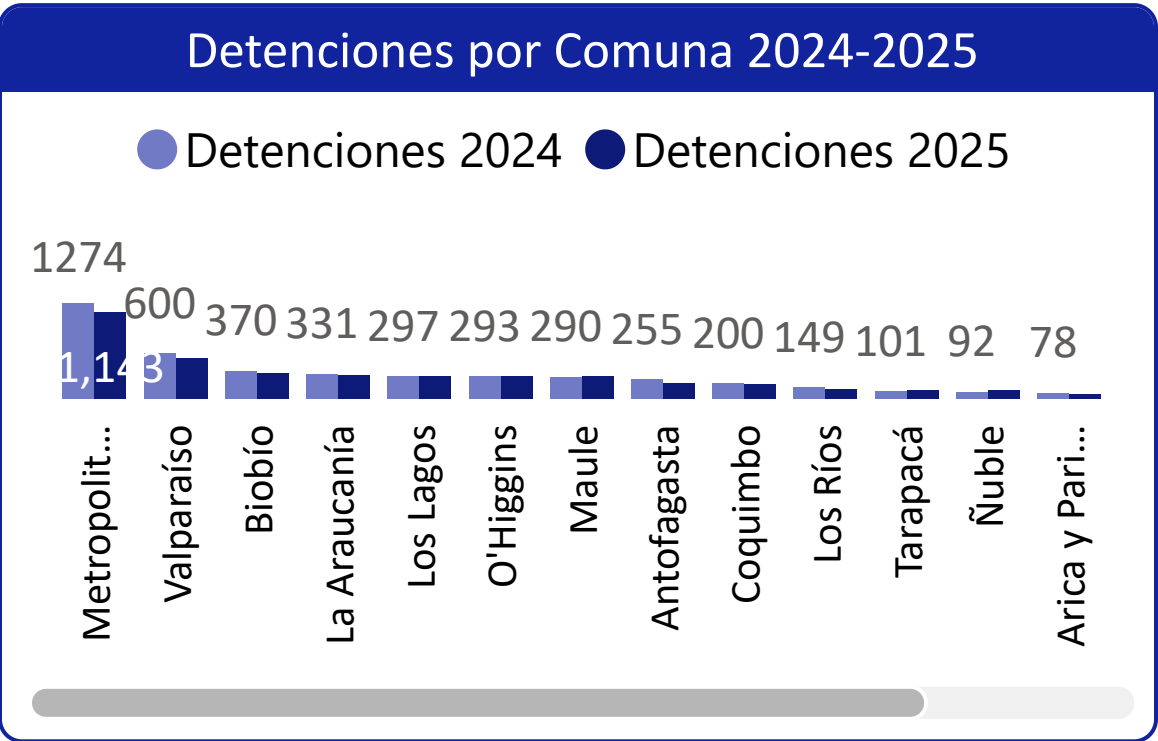 Detenciones por Comuna 2024-2025
Detenciones 2024 Detenciones 2025
1274 600 370 331 297 293 290 255 200 149 101 92 78
1,143
Metropolit...
Valparaíso
Biobío
La Araucanía
Los Lagos
O'Higgins
Maule
Antofagasta
Coquimbo
Los Ríos
Tarapacá
Ñuble
Arica y Pari...